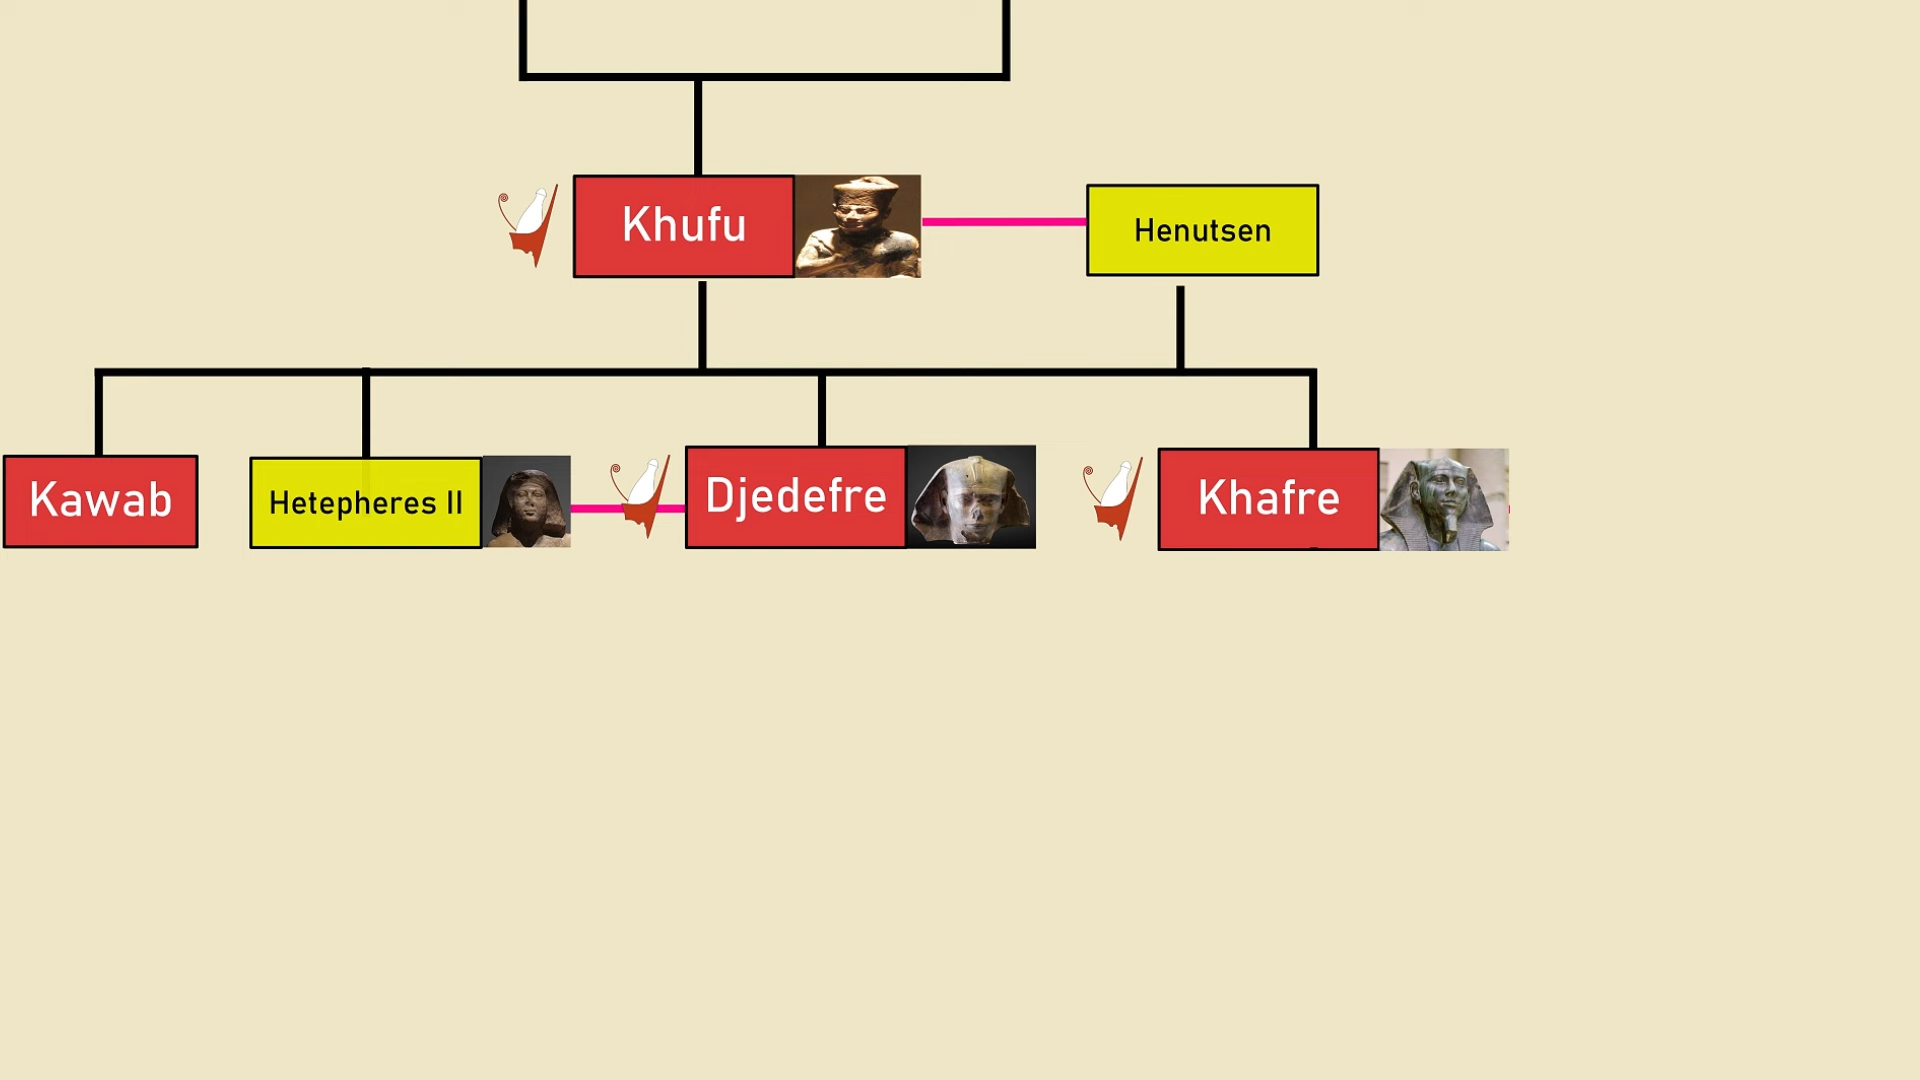 Khufu
Henutsen
Kawab
Hetepheres II
Djedefre
Khafre